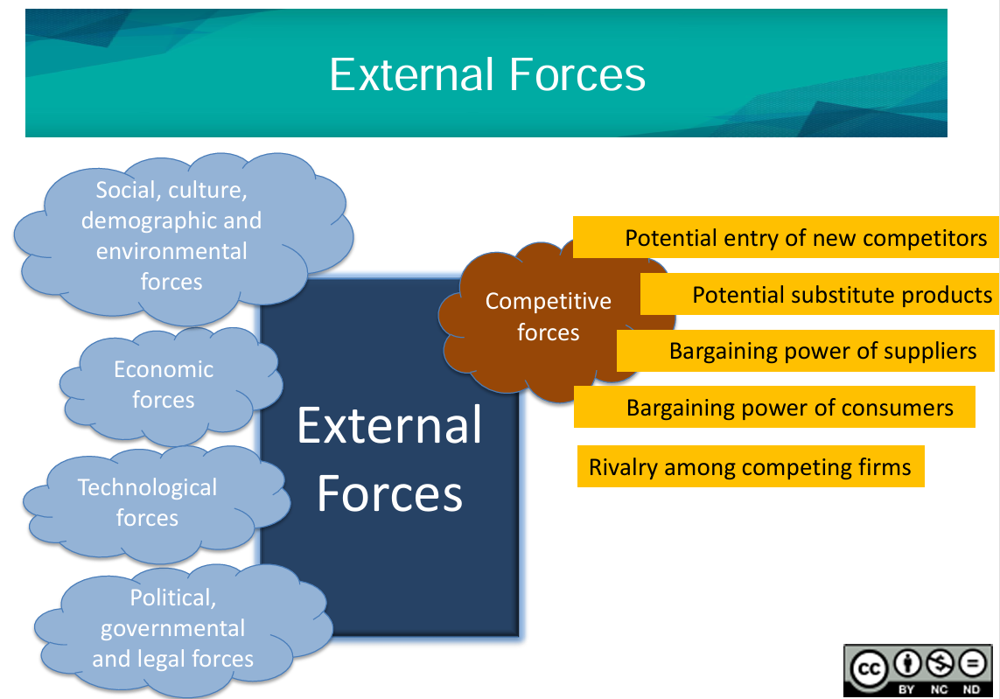 External Forces
Social, culture,
demographic and
environmental
forces
Economic
forces
Technological
forces
Political,
governmental
and legal forces
External
Forces
Competitive
forces
Potential entry of new competitors
Potential substitute products
Bargaining power of suppliers
Bargaining power of consumers
Rivalry among competing firms
cc
BY NC ND